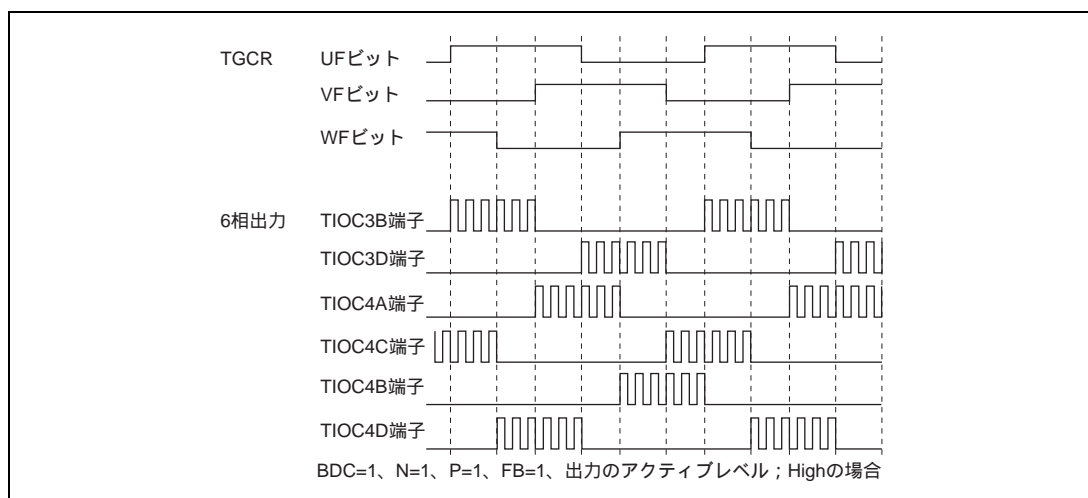 TGCR UFビット
VFビット
WFビット
6相出力 TIOC3B端子
TIOC3D端子
TIOC4A端子
TIOC4C端子
TIOC4B端子
TIOC4D端子
BDC=1、N=1、P=1、FB=1、出力のアクティブレベル；Highの場合